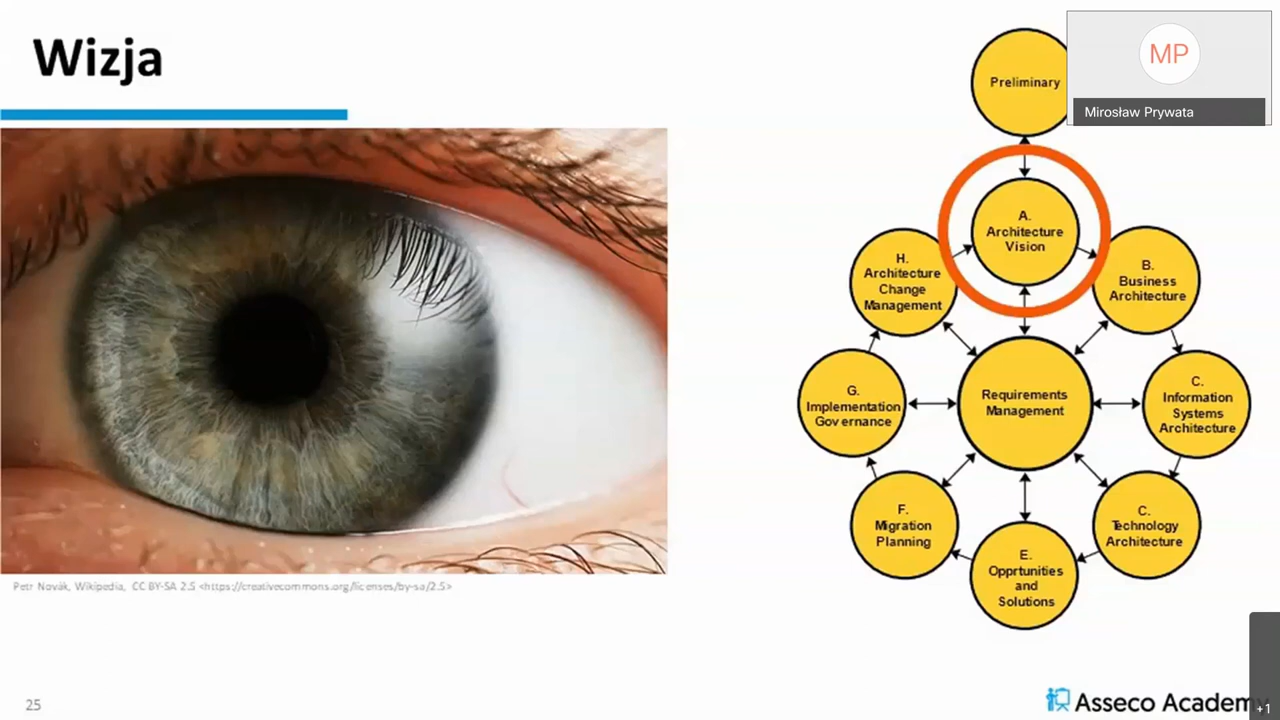 Wizja
Preliminary
MP
Mirosław Prywata
A.
Architecture
Vision
H.
Architecture
Change
Management
B.
Business
Architecture
G.
Implementation
Governance
Requirements
Management
C.
Information
Systems
Architecture
F.
Migration
Planning
C.
Technology
Architecture
E.
Opprtunities
and
Solutions
Petr Novák, Wikipedia, CC BY-SA 2.5 <https://creativecommons.org/licenses/by-sa/2.5>
25
Asseco Academy
+1